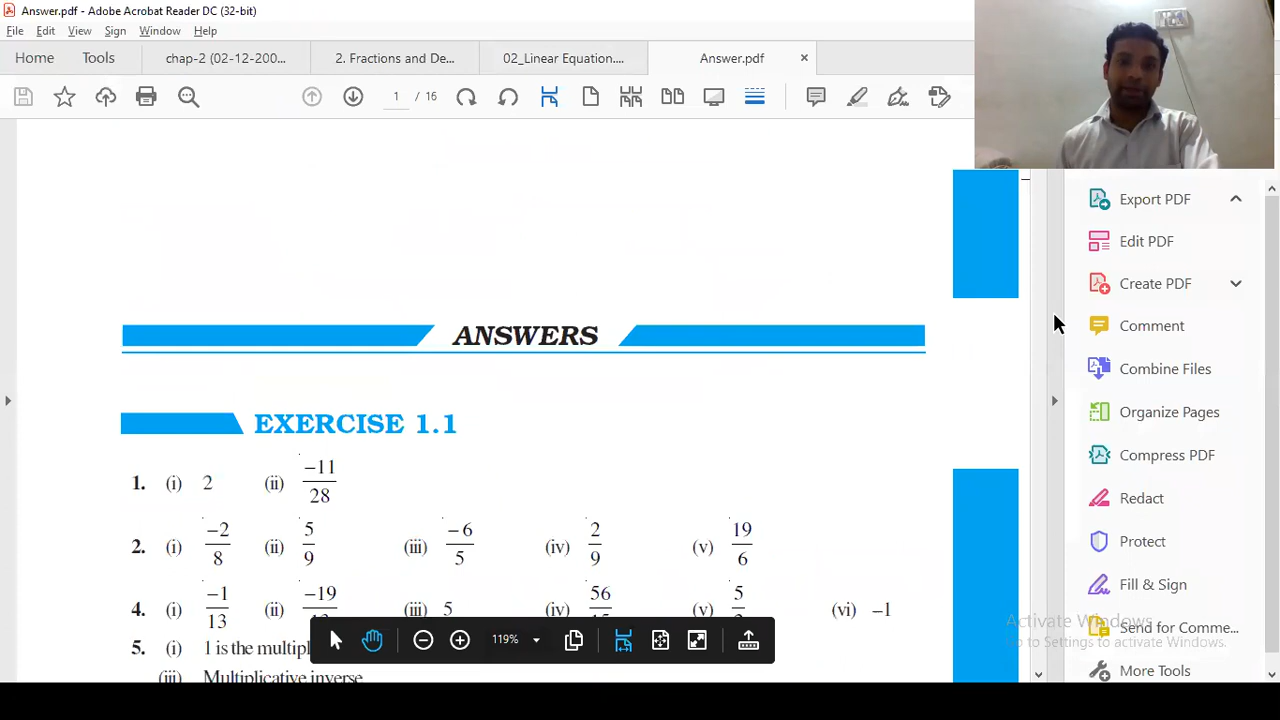 Answer.pdf - Adobe Acrobat Reader DC (32-bit)
File Edit View Sign Window Help
Home Tools chap-2 (02-12-200... 2. Fractions and De... 02_Linear Equation.... Answer.pdf ×
1 / 16
Export PDF
Edit PDF
Create PDF
Comment
Combine Files
Organize Pages
Compress PDF
Redact
Protect
Fill & Sign
Send for Comme...
More Tools
Activate Windows
Go to Settings to activate Windows.
ANSWERS
EXERCISE 1.1
1. (i) 2 (ii) −11/28
2. (i) −2/8 (ii) 5/9 (iii) −6/5 (iv) 2/9 (v) 19/6
4. (i) −1/13 (ii) −19 (iii) 5 (iv) 56 (v) 5 (vi) −1
5. (i) 1 is the multipl
(iii) Multiplicative inverse
119%